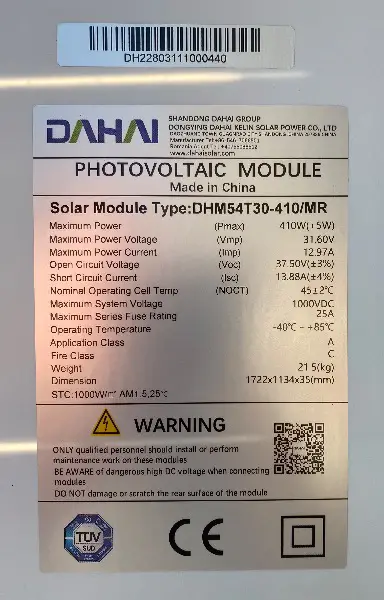 DH22803111000440
DAHAI
SHANDONG DAHAI GROUP
DONGYING DAHAI KELIN SOLAR POWER CO., LTD
www.dahaisolar.com
PHOTOVOLTAIC MODULE
Made in China
Solar Module Type:DHM54T30-410/MR
Maximum Power (Pmax) 410W(+5W)
Maximum Power Voltage (Vmp) 31.60V
Maximum Power Current (Imp) 12.97A
Open Circuit Voltage (Voc) 37.50V(±3%)
Short Circuit Current (Isc) 13.88A(±4%)
Nominal Operating Cell Temp (NOCT) 45±2℃
Maximum System Voltage 1000VDC
Maximum Series Fuse Rating 25A
Operating Temperature -40℃ ~ +85℃
Application Class A
Fire Class C
Weight 21.5(kg)
Dimension 1722x1134x35(mm)
STC:1000W/㎡ AM1.5,25℃
WARNING
ONLY qualified personnel should install or perform
maintenance work on these modules
BE AWARE of dangerous high DC voltage when connecting
modules
DO NOT damage or scratch the rear surface of the module
TÜV
SÜD
CE